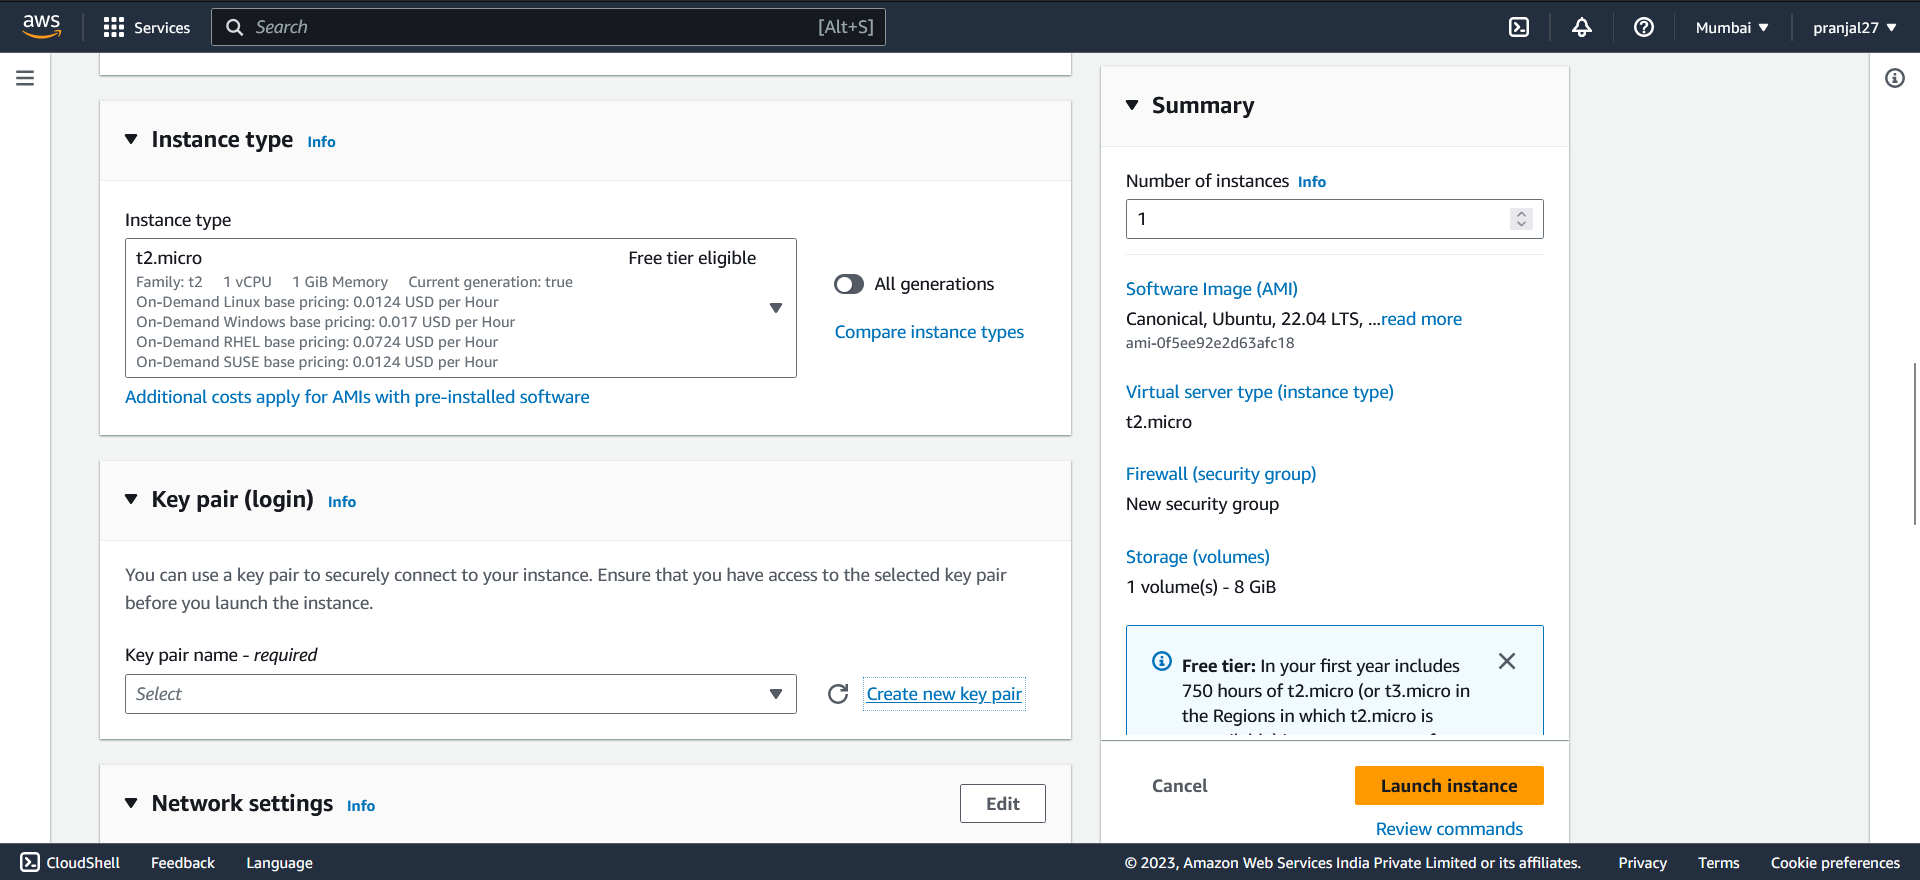 aws
Services
Search [Alt+S]
Mumbai
pranjal27
Instance type Info
Instance type
t2.micro Free tier eligible
Family: t2 1 vCPU 1 GiB Memory Current generation: true
On-Demand Linux base pricing: 0.0124 USD per Hour
On-Demand Windows base pricing: 0.017 USD per Hour
On-Demand RHEL base pricing: 0.0724 USD per Hour
On-Demand SUSE base pricing: 0.0124 USD per Hour
All generations
Compare instance types
Additional costs apply for AMIs with pre-installed software
Key pair (login) Info
You can use a key pair to securely connect to your instance. Ensure that you have access to the selected key pair
before you launch the instance.
Key pair name - required
Select
Create new key pair
Network settings Info
Edit
Summary
Number of instances Info
1
Software Image (AMI)
Canonical, Ubuntu, 22.04 LTS, ...read more
ami-0f5ee92e2d63afc18
Virtual server type (instance type)
t2.micro
Firewall (security group)
New security group
Storage (volumes)
1 volume(s) - 8 GiB
Free tier: In your first year includes
750 hours of t2.micro (or t3.micro in
the Regions in which t2.micro is
Cancel
Launch instance
Review commands
CloudShell
Feedback
Language
© 2023, Amazon Web Services India Private Limited or its affiliates.
Privacy
Terms
Cookie preferences